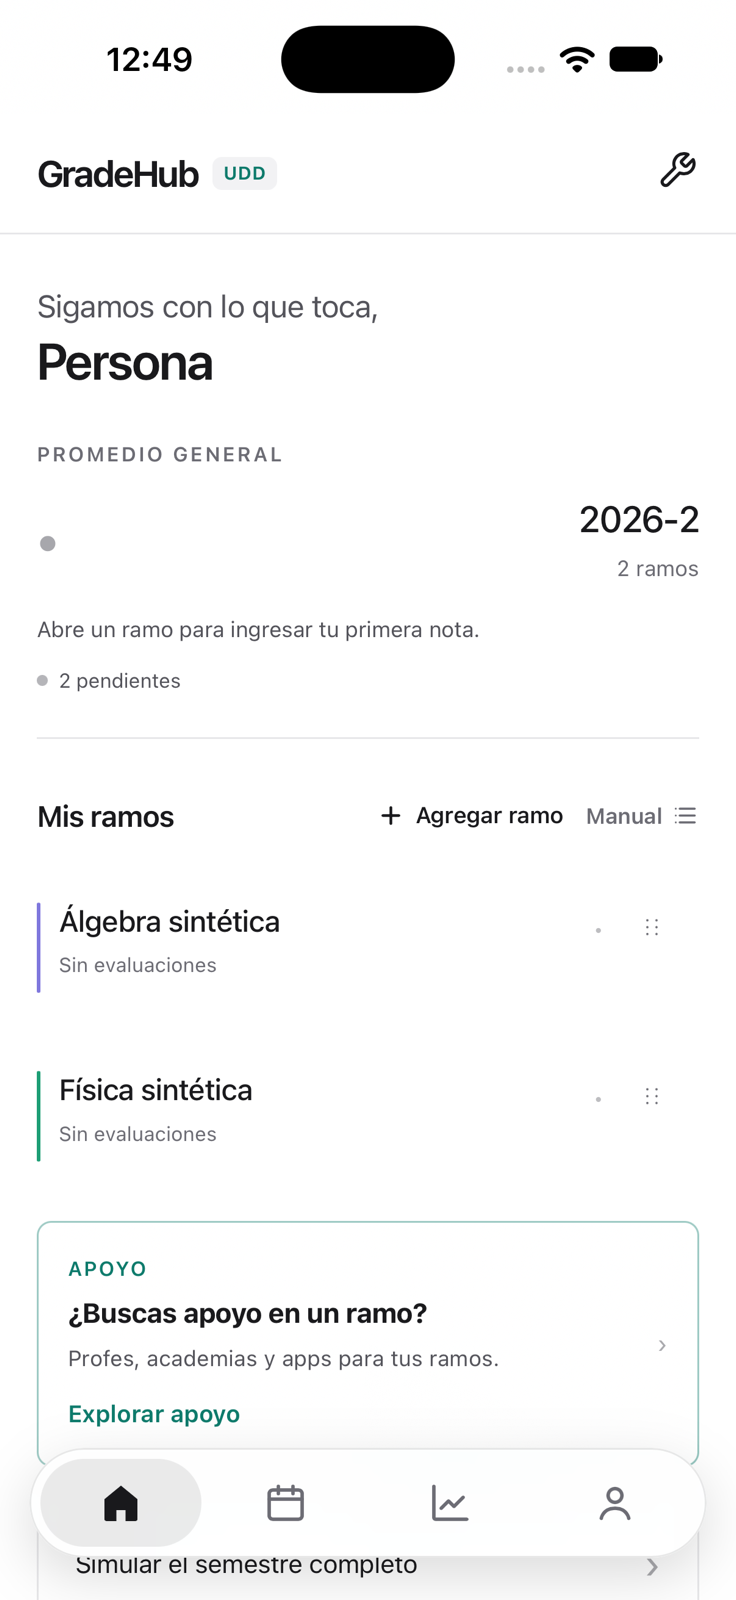 12:49
GradeHub UDD
Sigamos con lo que toca,
Persona
PROMEDIO GENERAL
2026-2
2 ramos
Abre un ramo para ingresar tu primera nota.
2 pendientes
Mis ramos + Agregar ramo Manual
Álgebra sintética
Sin evaluaciones
Física sintética
Sin evaluaciones
APOYO
¿Buscas apoyo en un ramo?
Profes, academias y apps para tus ramos.
Explorar apoyo
Simular el semestre completo